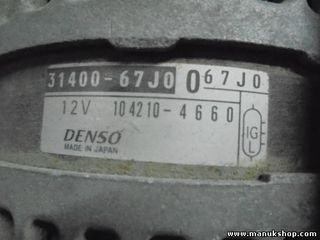 31400-67J0 0 67J0
12V 104210-4660
DENSO
MADE IN JAPAN
IG
L
www.manukshop.com